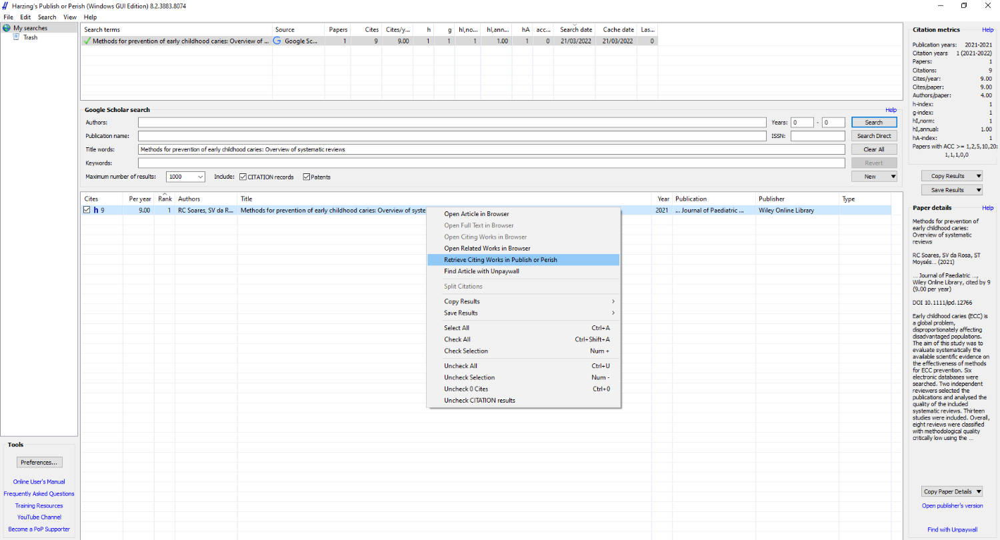 Harzing's Publish or Perish (Windows GUI Edition) 8.2.3883.8074
File Edit Search View Help
My searches
Trash
Search terms Source Papers Cites Cites/y... h g hI,no... hI,ann... hA acc... Search date Cache date Las...
Methods for prevention of early childhood caries: Overview of ... Google Sc... 1 9 9.00 1 1 1 1.00 1 0 21/03/2022 21/03/2022 0
Google Scholar search Help
Authors: Years: 0 - 0 Search
Publication name: ISSN: Search Direct
Title words: Methods for prevention of early childhood caries: Overview of systematic reviews Clear All
Keywords: Revert
Maximum number of results: 1000 Include: CITATION records Patents New
Cites Per year Rank Authors Title Year Publication Publisher Type
h 9 9.00 1 RC Soares, SV da R... Methods for prevention of early childhood caries: Overview of syste 2021 ... Journal of Paediatric ... Wiley Online Library
Open Article in Browser
Open Full Text in Browser
Open Citing Works in Browser
Open Related Works in Browser
Retrieve Citing Works in Publish or Perish
Find Article with Unpaywall
Split Citations
Copy Results
Save Results
Select All Ctrl+A
Check All Ctrl+Shift+A
Check Selection Num +
Uncheck All Ctrl+U
Uncheck Selection Num -
Uncheck 0 Cites Ctrl+0
Uncheck CITATION results
Tools
Preferences...
Online User's Manual
Frequently Asked Questions
Training Resources
YouTube Channel
Become a PoP Supporter
Citation metrics Help
Publication years: 2021-2021
Citation years 1 (2021-2022)
Papers: 1
Citations: 9
Cites/year: 9.00
Cites/paper: 9.00
Authors/paper: 4.00
h-index: 1
g-index: 1
hI,norm: 1
hI,annual: 1.00
hA-index: 1
Papers with ACC >= 1,2,5,10,20:
1,1,1,0,0
Copy Results
Save Results
Paper details Help
Methods for prevention of
early childhood caries:
Overview of systematic
reviews
RC Soares, SV da Rosa, ST
Moysés... (2021)
... Journal of Paediatric ...,
Wiley Online Library, cited by 9
(9.00 per year)
DOI 10.1111/ipd.12766
Early childhood caries (ECC) is
a global problem,
disproportionately affecting
disadvantaged populations.
The aim of this study was to
evaluate systematically the
available scientific evidence on
the effectiveness of methods
for ECC prevention. Six
electronic databases were
searched. Two independent
reviewers selected the
publications and analysed the
quality of the included
systematic reviews. Thirteen
studies were included. Overall,
eight reviews were classified
with methodological quality
critically low using the ...
Copy Paper Details
Open publisher's version
Find with Unpaywall